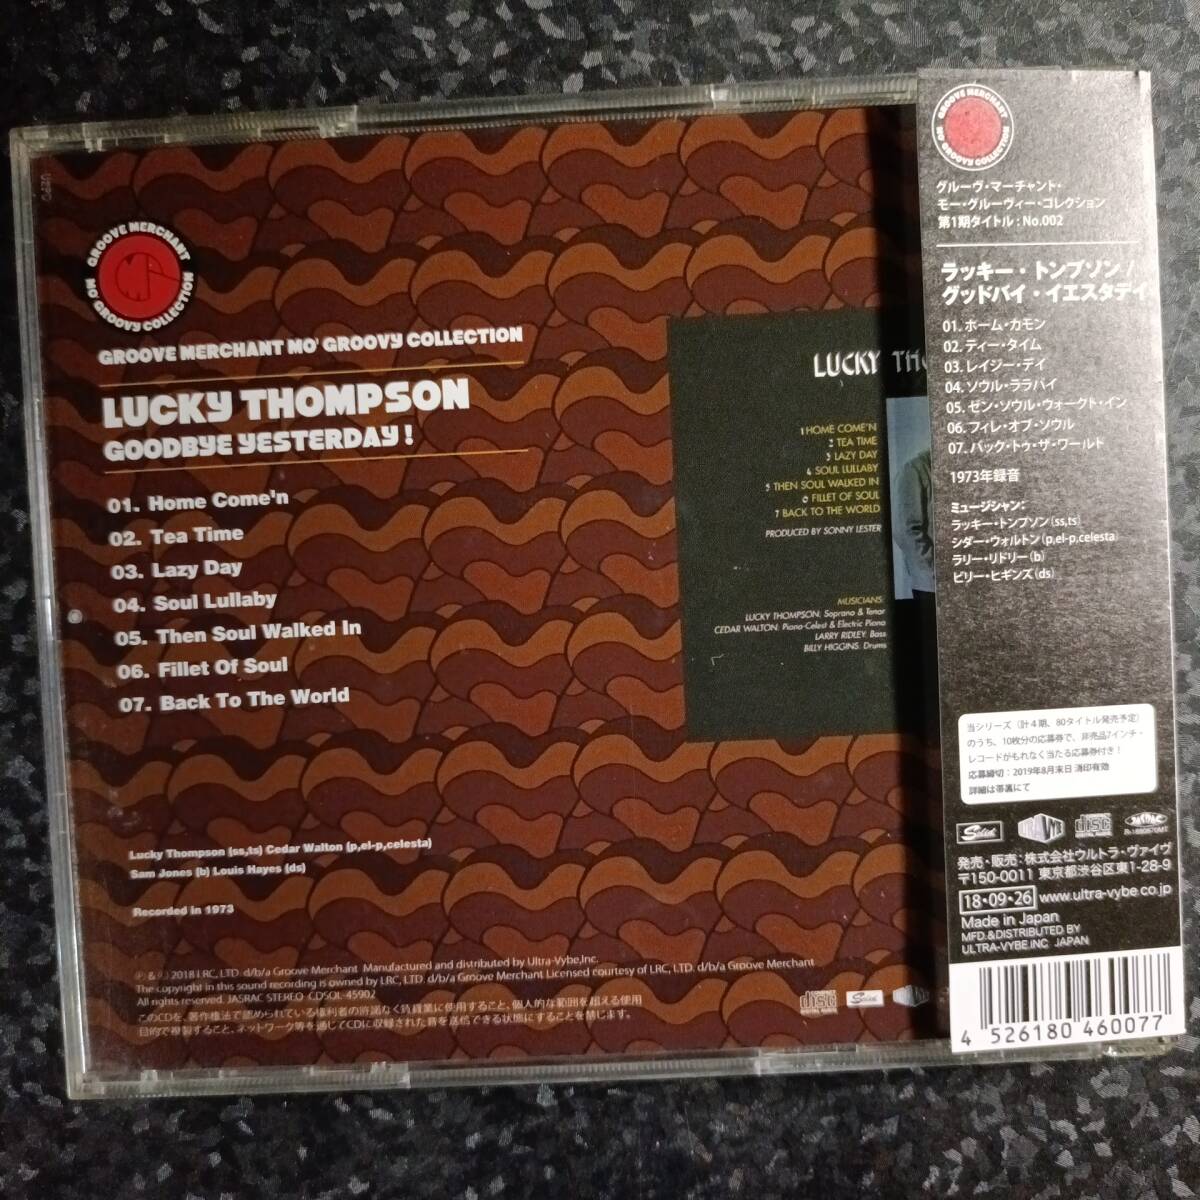 GROOVE MERCHANT
MO' GROOVY COLLECTION
GROOVE MERCHANT MO' GROOVY COLLECTION
LUCKY THOMPSON
GOODBYE YESTERDAY!
01. Home Come'n
02. Tea Time
03. Lazy Day
04. Soul Lullaby
05. Then Soul Walked In
06. Fillet Of Soul
07. Back To The World
Lucky Thompson (ss,ts) Cedar Walton (p,el-p,celesta)
Sam Jones (b) Louis Hayes (ds)
Recorded in 1973
Ⓟ & © 2018 LRC, LTD. d/b/a Groove Merchant Manufactured and distributed by Ultra-Vybe,Inc.
The copyright in this sound recording is owned by LRC, LTD. d/b/a Groove Merchant Licensed courtesy of LRC, LTD. d/b/a Groove Merchant
All rights reserved. JASRAC STEREO CDSOL-45902
このCDを、著作権法で認められている権利者の許諾なく賃貸業に使用すること、個人的な範囲を超える使用
目的で複製すること、ネットワーク等を通じてCDに収録された音を送信できる状態にすることを禁じます。
LUCKY THO
1 HOME COME'N
2 TEA TIME
3 LAZY DAY
4 SOUL LULLABY
5 THEN SOUL WALKED IN
6 FILLET OF SOUL
7 BACK TO THE WORLD
PRODUCED BY SONNY LESTER
MUSICIANS
LUCKY THOMPSON: Soprano & Tenor
CEDAR WALTON: Piano-Celest & Electric Piano
LARRY RIDLEY: Bass
BILLY HIGGINS: Drums
disc
Solid
GROOVE MERCHANT
MO' GROOVY COLLECTION
グルーヴ・マーチャント・
モー・グルーヴィー・コレクション
第1期タイトル：No.002
ラッキー・トンプソン /
グッドバイ・イエスタデイ
01. ホーム・カモン
02. ティー・タイム
03. レイジー・デイ
04. ソウル・ララバイ
05. ゼン・ソウル・ウォークト・イン
06. フィレ・オブ・ソウル
07. バック・トゥ・ザ・ワールド
1973年録音
ミュージシャン：
ラッキー・トンプソン(ss,ts)
シダー・ウォルトン(p,el-p,celesta
ラリー・リドリー(b)
ビリー・ヒギンズ(ds)
当シリーズ（計4期、80タイトル発売予定）
のうち、10枚分の応募券で、非売品7インチ・
レコードがもれなく当たる応募券付き！
応募締切：2019年8月末日 消印有効
詳細は帯裏にて
Solid
disc
発売・販売：株式会社ウルトラ・ヴァイヴ
〒150-0011 東京都渋谷区東1-28-9
18・09・26 www.ultra-vybe.co.jp
Made in Japan
MFD.&DISTRIBUTED BY
ULTRA-VYBE,INC. JAPAN
4 526180 460077